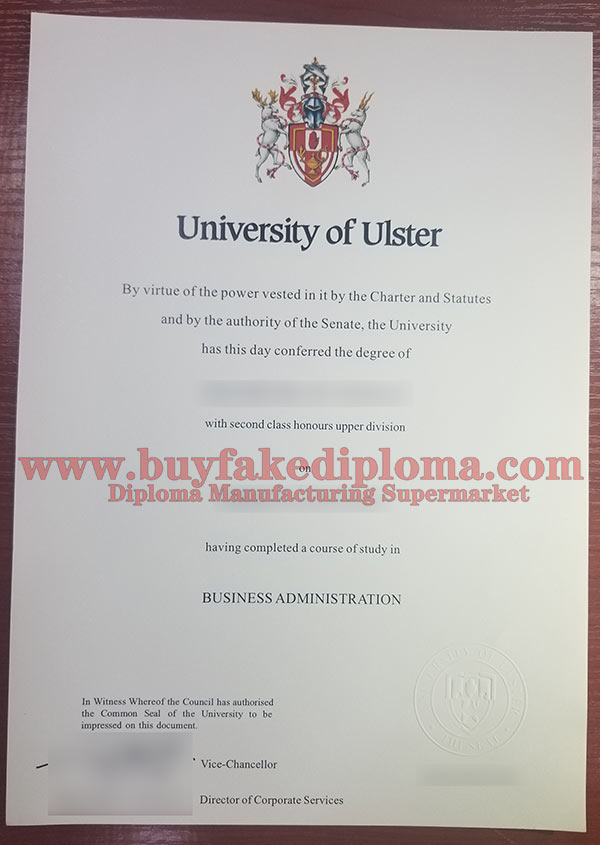 University of Ulster
By virtue of the power vested in it by the Charter and Statutes
and by the authority of the Senate, the University
has this day conferred the degree of
with second class honours upper division
www.buyfakediploma.com
on
Diploma Manufacturing Supermarket
having completed a course of study in
BUSINESS ADMINISTRATION
In Witness Whereof the Council has authorised
the Common Seal of the University to be
impressed on this document.
Vice-Chancellor
Director of Corporate Services